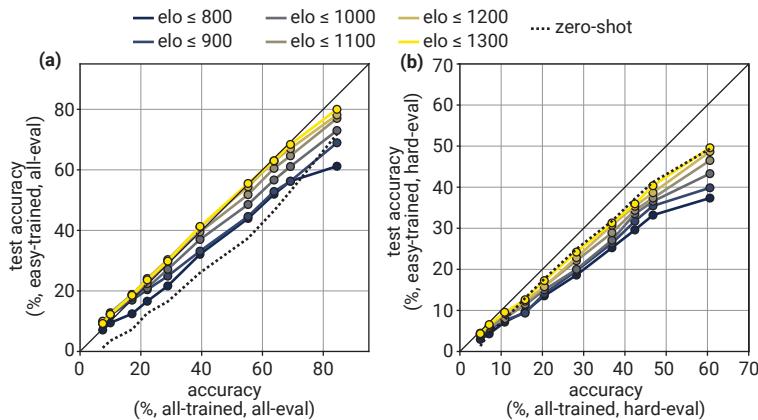 elo ≤ 800 elo ≤ 1000 elo ≤ 1200 zero-shot
elo ≤ 900 elo ≤ 1100 elo ≤ 1300
(a)
test accuracy
(%, easy-trained, all-eval)
80
60
40
20
0
0 20 40 60 80
accuracy
(%, all-trained, all-eval)
(b)
test accuracy
(%, easy-trained, hard-eval)
70
60
50
40
30
20
10
0
0 10 20 30 40 50 60 70
accuracy
(%, all-trained, hard-eval)